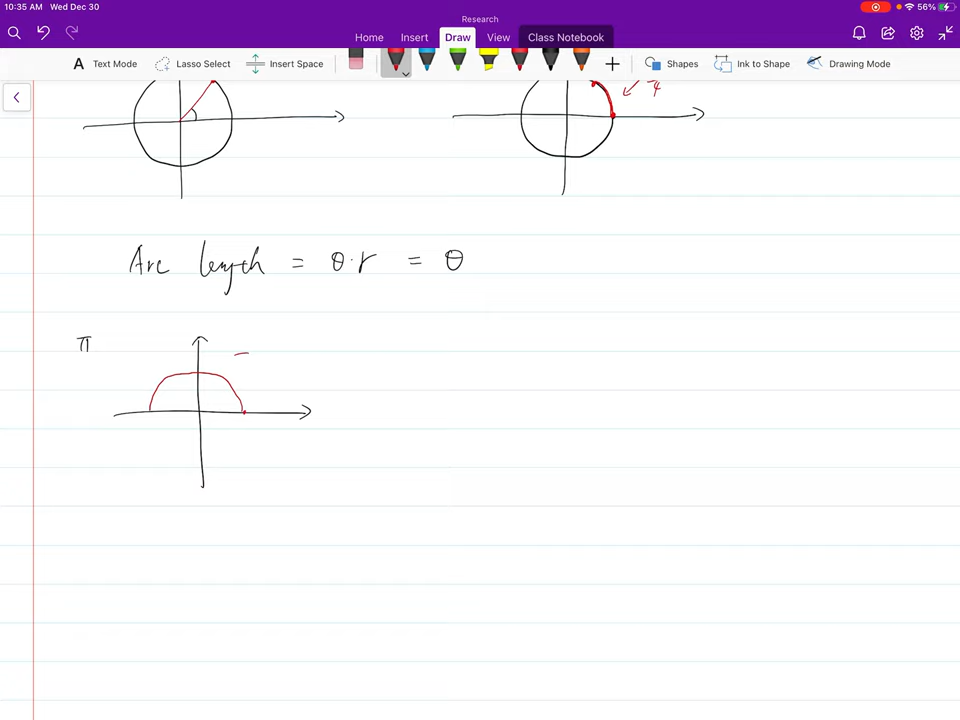 10:35 AM Wed Dec 30
56%
Research
Home Insert Draw View Class Notebook
Text Mode Lasso Select Insert Space Shapes Ink to Shape Drawing Mode
4
Arc length = θ·r = θ
π